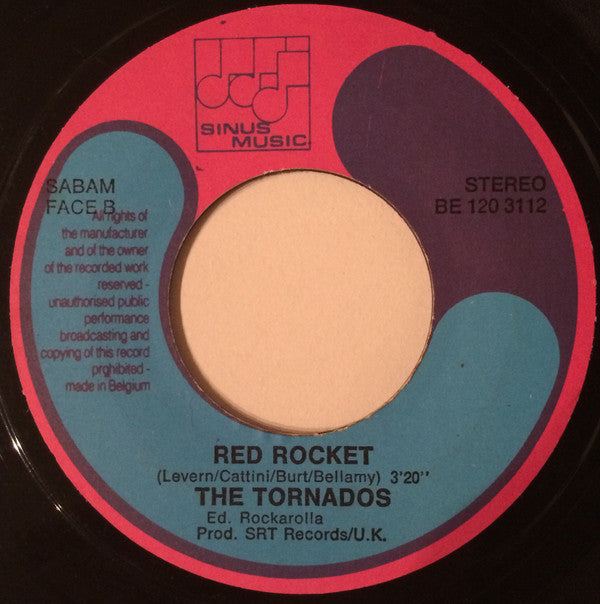 SINUS
MUSIC
SABAM
FACE B
STEREO
BE 120 3112
All rights of
the manufacturer
and of the owner
of the recorded work
reserved -
unauthorised public
performance
broadcasting and
copying of this record
prohibited -
made in Belgium
RED ROCKET
(Levern/Cattini/Burt/Bellamy) 3'20"
THE TORNADOS
Ed. Rockarolla
Prod. SRT Records/U.K.